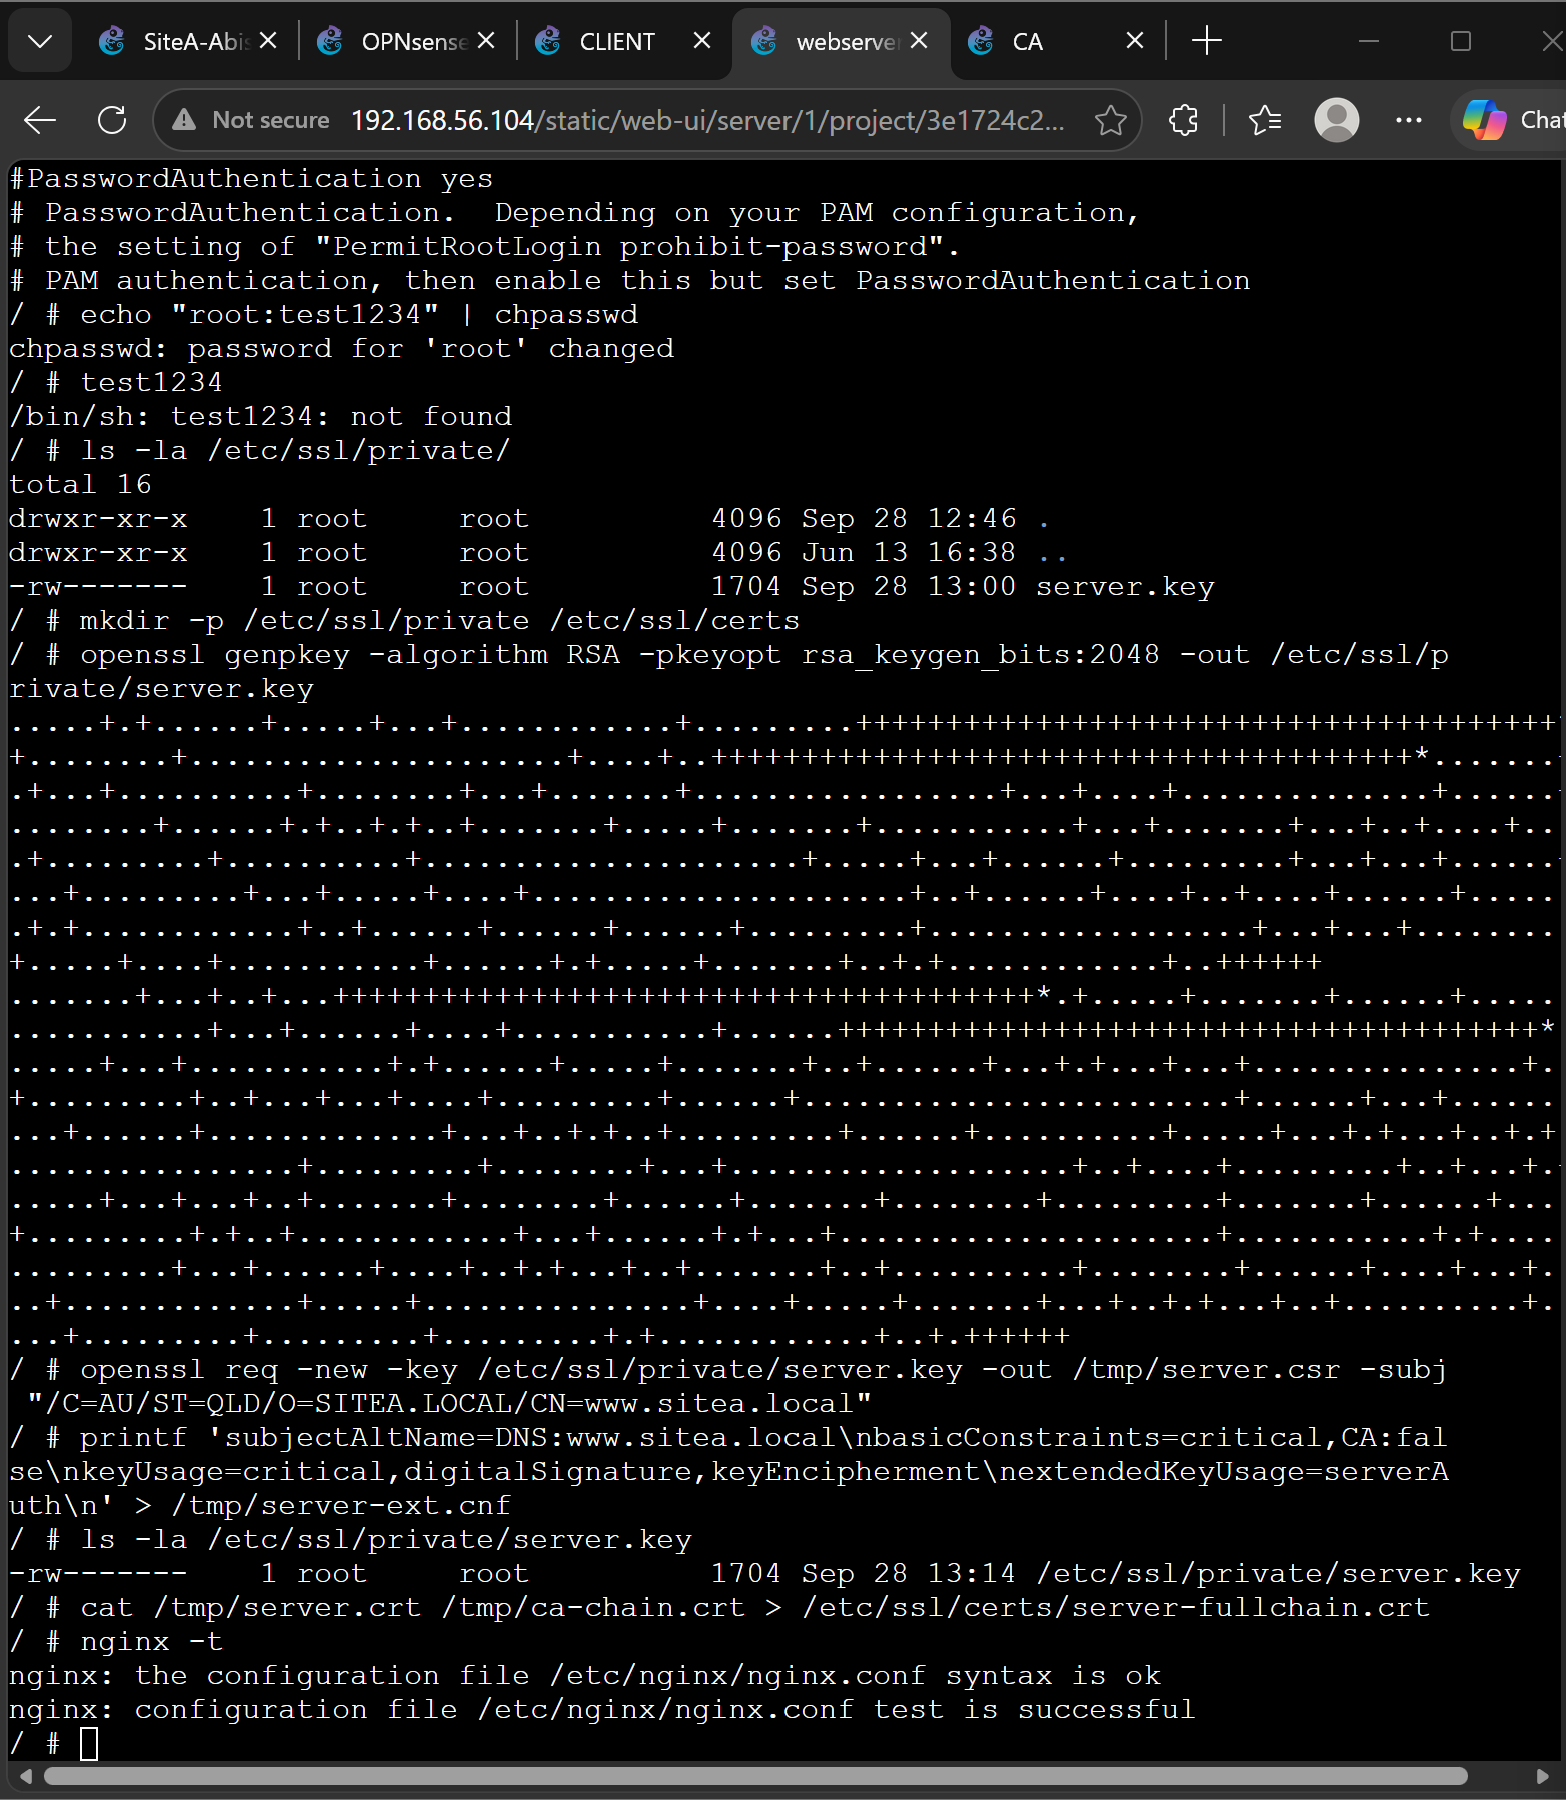 SiteA-Abis
OPNsense
CLIENT
webserver
CA
Not secure 192.168.56.104/static/web-ui/server/1/project/3e1724c2...
Chat
#PasswordAuthentication yes
# PasswordAuthentication.  Depending on your PAM configuration,
# the setting of "PermitRootLogin prohibit-password".
# PAM authentication, then enable this but set PasswordAuthentication
/ # echo "root:test1234" | chpasswd
chpasswd: password for 'root' changed
/ # test1234
/bin/sh: test1234: not found
/ # ls -la /etc/ssl/private/
total 16
drwxr-xr-x    1 root     root          4096 Sep 28 12:46 .
drwxr-xr-x    1 root     root          4096 Jun 13 16:38 ..
-rw-------    1 root     root          1704 Sep 28 13:00 server.key
/ # mkdir -p /etc/ssl/private /etc/ssl/certs
/ # openssl genpkey -algorithm RSA -pkeyopt rsa_keygen_bits:2048 -out /etc/ssl/p
rivate/server.key
/ # openssl req -new -key /etc/ssl/private/server.key -out /tmp/server.csr -subj
 "/C=AU/ST=QLD/O=SITEA.LOCAL/CN=www.sitea.local"
/ # printf 'subjectAltName=DNS:www.sitea.local\nbasicConstraints=critical,CA:fal
se\nkeyUsage=critical,digitalSignature,keyEncipherment\nextendedKeyUsage=serverA
uth\n' > /tmp/server-ext.cnf
/ # ls -la /etc/ssl/private/server.key
-rw-------    1 root     root          1704 Sep 28 13:14 /etc/ssl/private/server.key
/ # cat /tmp/server.crt /tmp/ca-chain.crt > /etc/ssl/certs/server-fullchain.crt
/ # nginx -t
nginx: the configuration file /etc/nginx/nginx.conf syntax is ok
nginx: configuration file /etc/nginx/nginx.conf test is successful
/ #